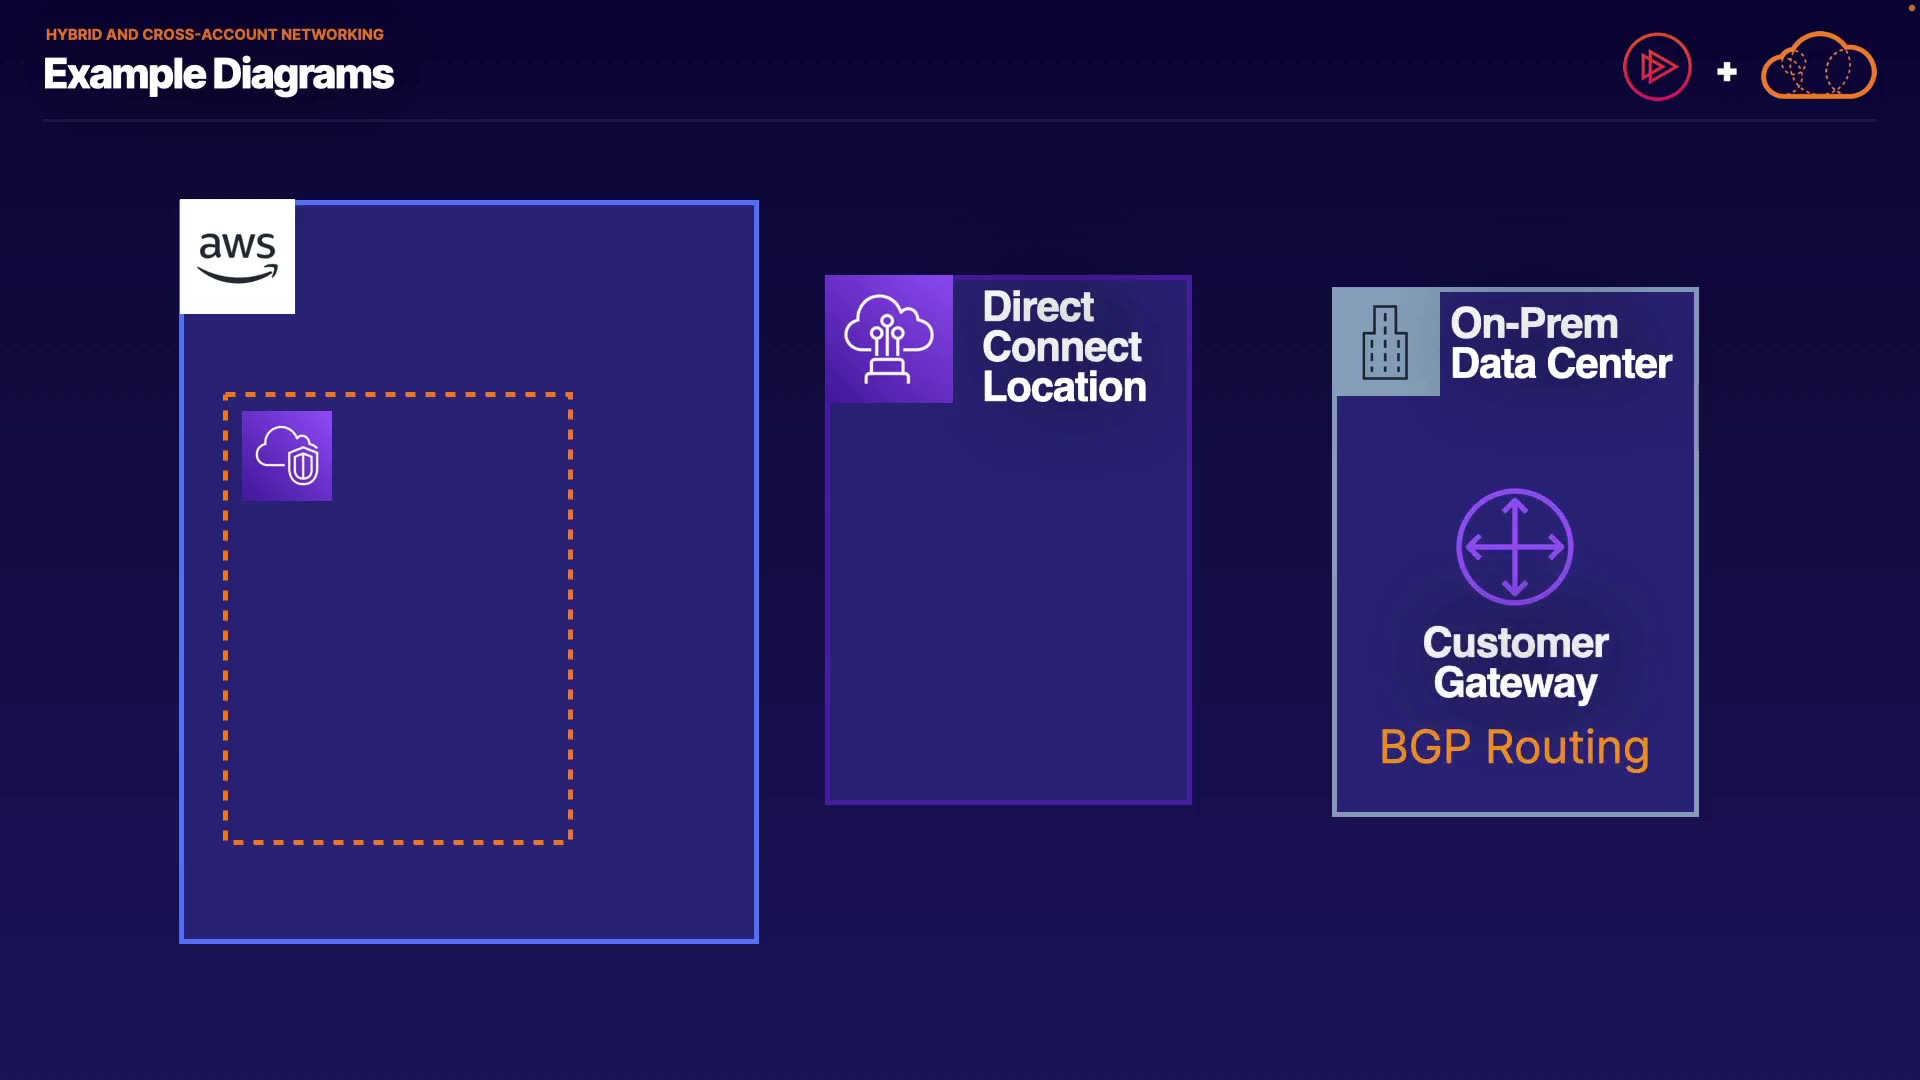 HYBRID AND CROSS-ACCOUNT NETWORKING
Example Diagrams
aws
Direct
Connect
Location
On-Prem
Data Center
Customer
Gateway
BGP Routing